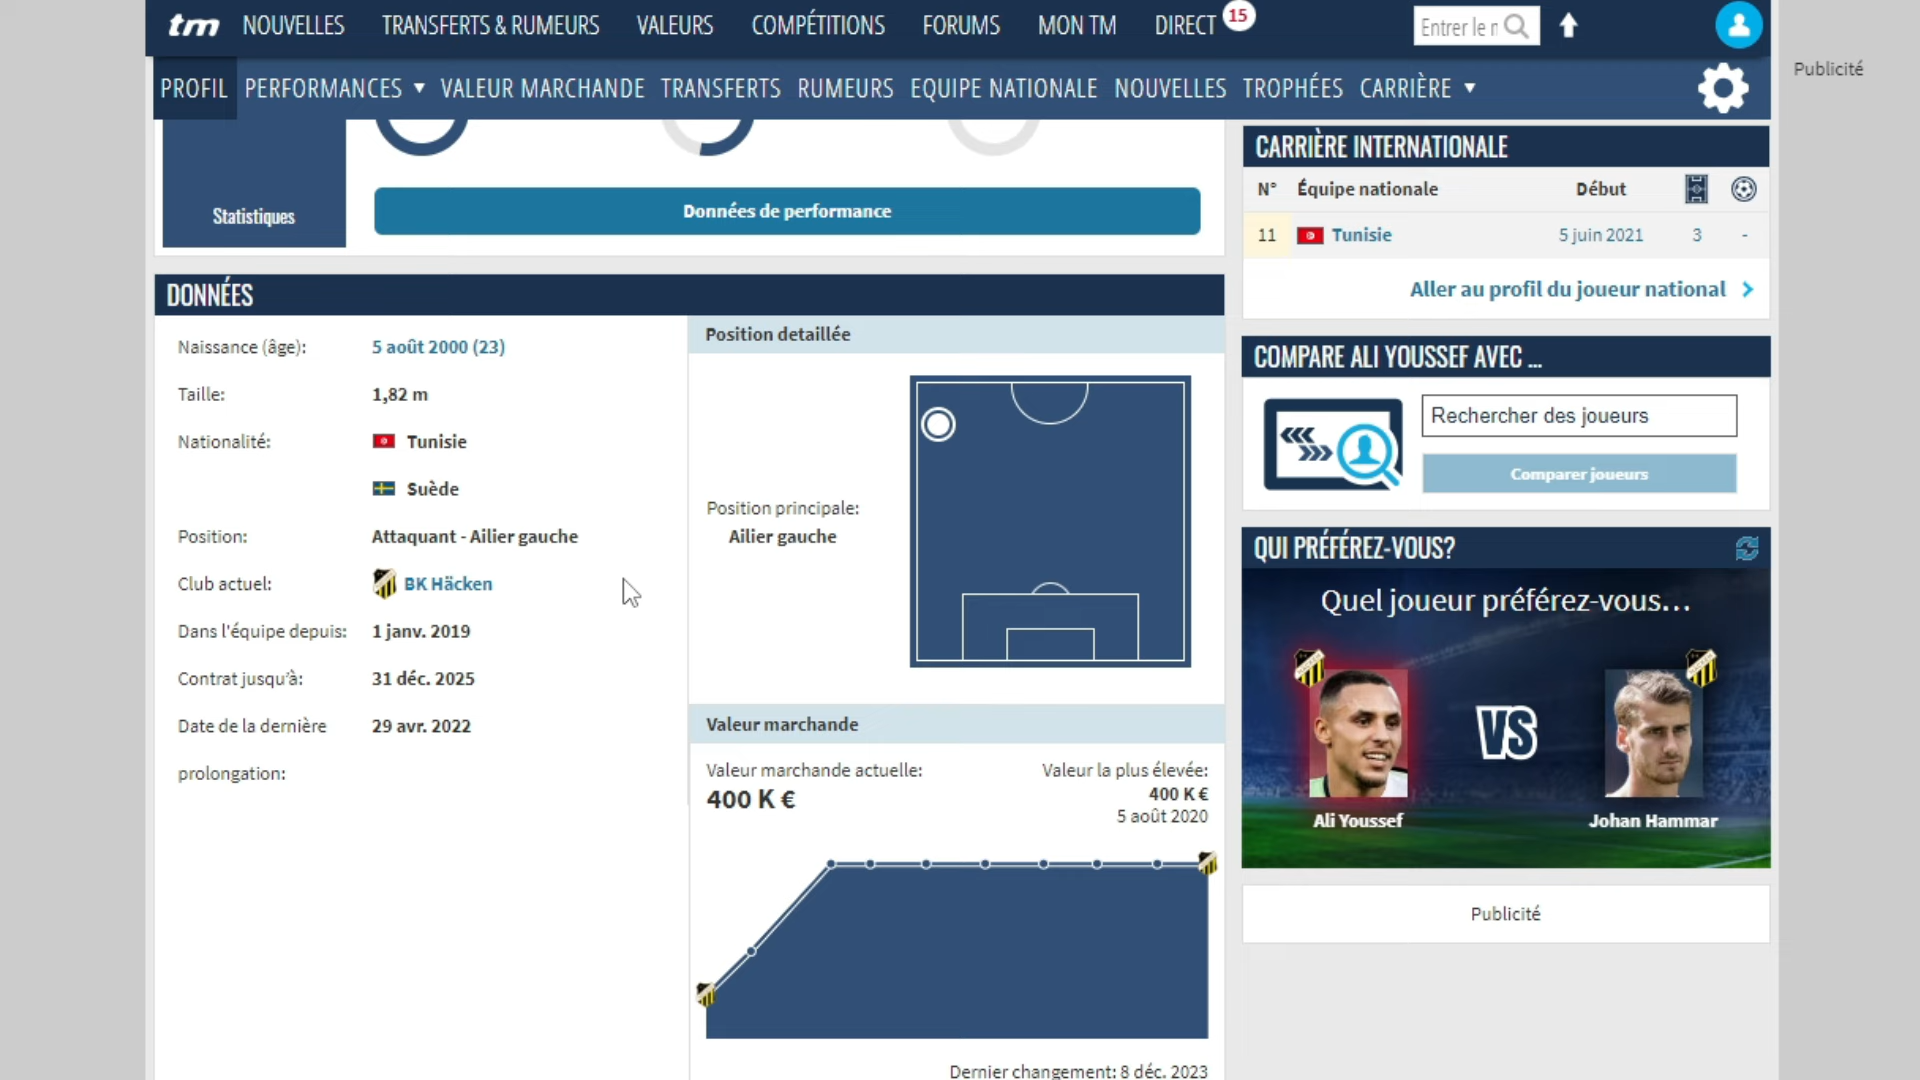 tm NOUVELLES TRANSFERTS & RUMEURS VALEURS COMPÉTITIONS FORUMS MON TM DIRECT 15 Entrer le n
Publicité
PROFIL PERFORMANCES VALEUR MARCHANDE TRANSFERTS RUMEURS EQUIPE NATIONALE NOUVELLES TROPHÉES CARRIÈRE
Statistiques
Données de performance
DONNÉES
Naissance (âge): 5 août 2000 (23)
Taille: 1,82 m
Nationalité: Tunisie
Suède
Position: Attaquant - Ailier gauche
Club actuel: BK Häcken
Dans l'équipe depuis: 1 janv. 2019
Contrat jusqu'à: 31 déc. 2025
Date de la dernière 29 avr. 2022
prolongation:
Position detaillée
Position principale:
Ailier gauche
Valeur marchande
Valeur marchande actuelle:
400 K €
Valeur la plus élevée:
400 K €
5 août 2020
Dernier changement: 8 déc. 2023
CARRIÈRE INTERNATIONALE
N° Équipe nationale Début
11 Tunisie 5 juin 2021 3 -
Aller au profil du joueur national
COMPARE ALI YOUSSEF AVEC ...
Rechercher des joueurs
Comparer joueurs
QUI PRÉFÉREZ-VOUS?
Quel joueur préférez-vous...
VS
Ali Youssef
Johan Hammar
Publicité